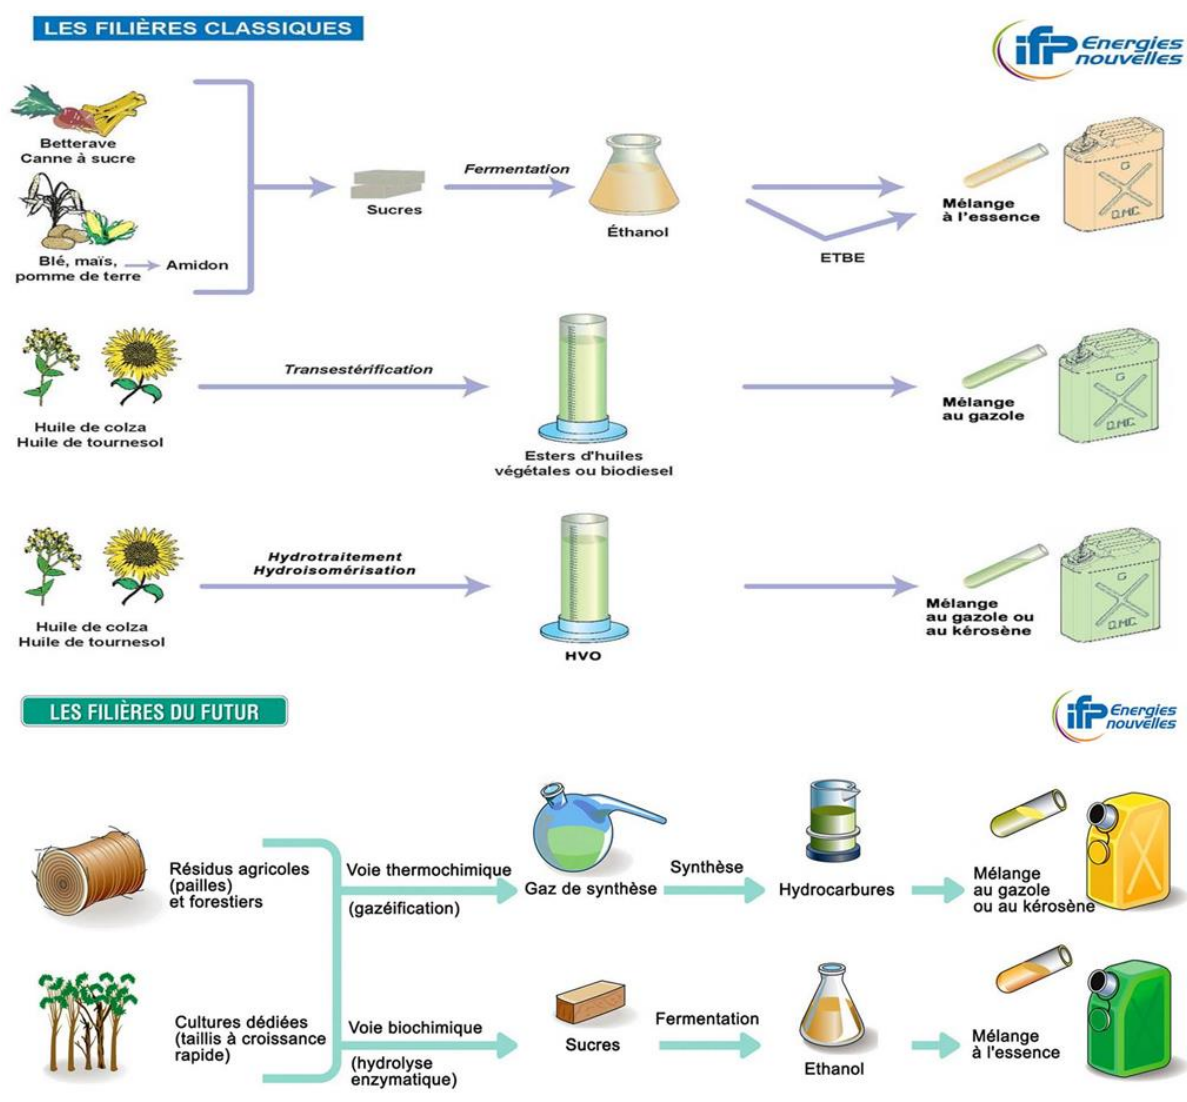 LES FILIÈRES CLASSIQUES
ifp Energies
nouvelles
Betterave
Canne à sucre
Blé, maïs,
pomme de terre
Amidon
Sucres
Fermentation
Éthanol
ETBE
Mélange
à l'essence
G
Q.M.C.
Huile de colza
Huile de tournesol
Transestérification
Esters d'huiles
végétales ou biodiesel
Mélange
au gazole
G
Q.M.C.
Huile de colza
Huile de tournesol
Hydrotraitement
Hydroisomérisation
HVO
Mélange
au gazole ou
au kérosène
G
Q.M.C.
LES FILIÈRES DU FUTUR
ifp Energies
nouvelles
Résidus agricoles
(pailles)
et forestiers
Voie thermochimique
(gazéification)
Gaz de synthèse
Synthèse
Hydrocarbures
Mélange
au gazole
ou au kérosène
Cultures dédiées
(taillis à croissance
rapide)
Voie biochimique
(hydrolyse
enzymatique)
Sucres
Fermentation
Ethanol
Mélange
à l'essence